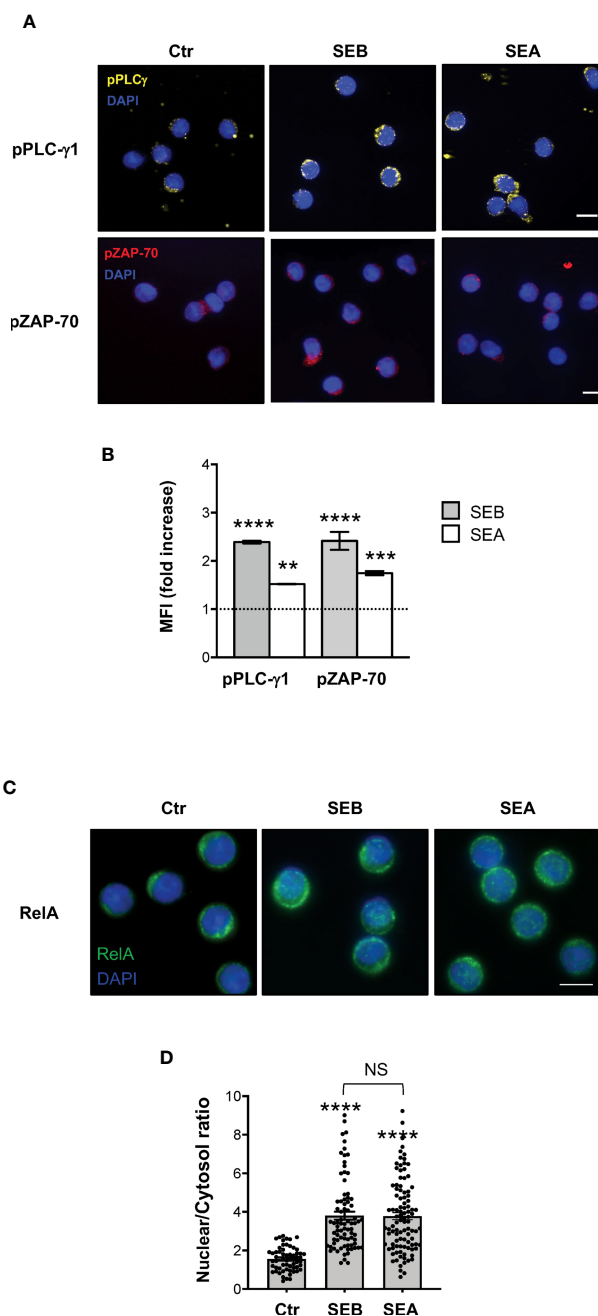 A
Ctr SEB SEA
pPLCγ
DAPI
pPLC-γ1
pZAP-70
DAPI
pZAP-70
B
4
3
2
1
0
MFI (fold increase)
**** ** **** ***
SEB
SEA
pPLC-γ1 pZAP-70
C
Ctr SEB SEA
RelA
RelA
DAPI
D
NS
10
8
6
4
2
0
Nuclear/Cytosol ratio
**** ****
Ctr SEB SEA